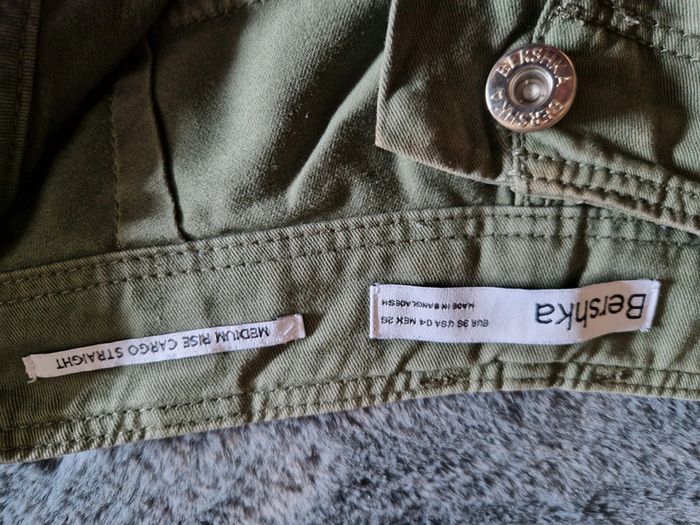 BERSHKA BERSHKA
Bershka
EUR 36 USA 04 MEX 26
MADE IN BANGLADESH
MEDIUM RISE CARGO STRAIGHT